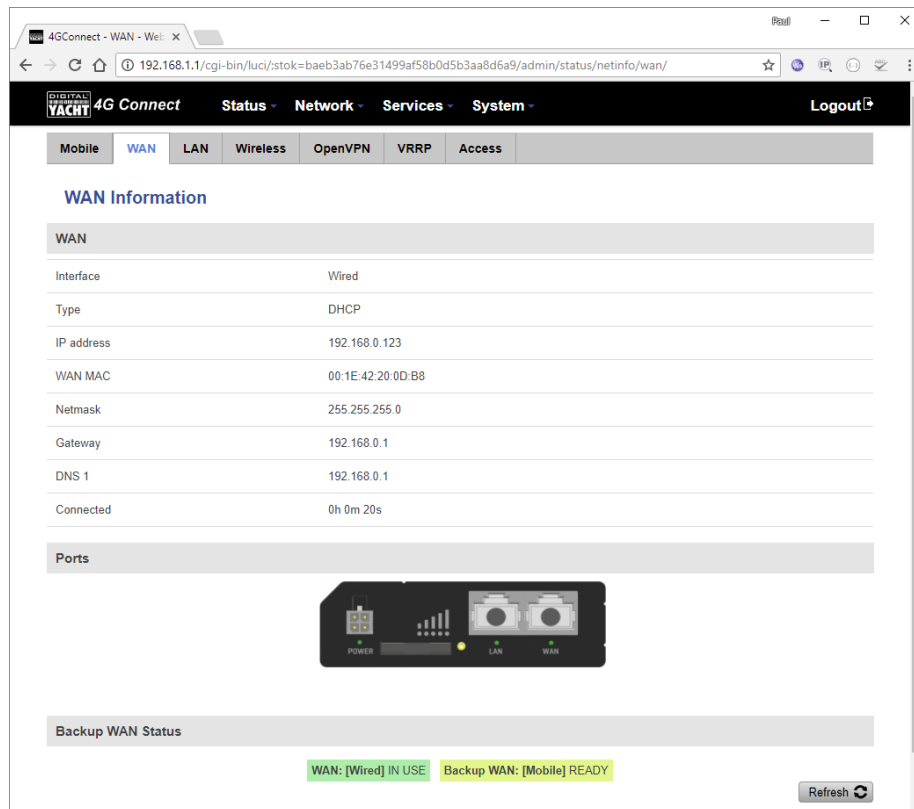 Paul
4GConnect - WAN - Web
192.168.1.1/cgi-bin/luci/;stok=baeb3ab76e31499af58b0d5b3aa8d6a9/admin/status/netinfo/wan/
DIGITAL YACHT 4G Connect Status Network Services System Logout
Mobile WAN LAN Wireless OpenVPN VRRP Access
WAN Information
WAN
Interface Wired
Type DHCP
IP address 192.168.0.123
WAN MAC 00:1E:42:20:0D:B8
Netmask 255.255.255.0
Gateway 192.168.0.1
DNS 1 192.168.0.1
Connected 0h 0m 20s
Ports
POWER LAN WAN
Backup WAN Status
WAN: [Wired] IN USE Backup WAN: [Mobile] READY
Refresh